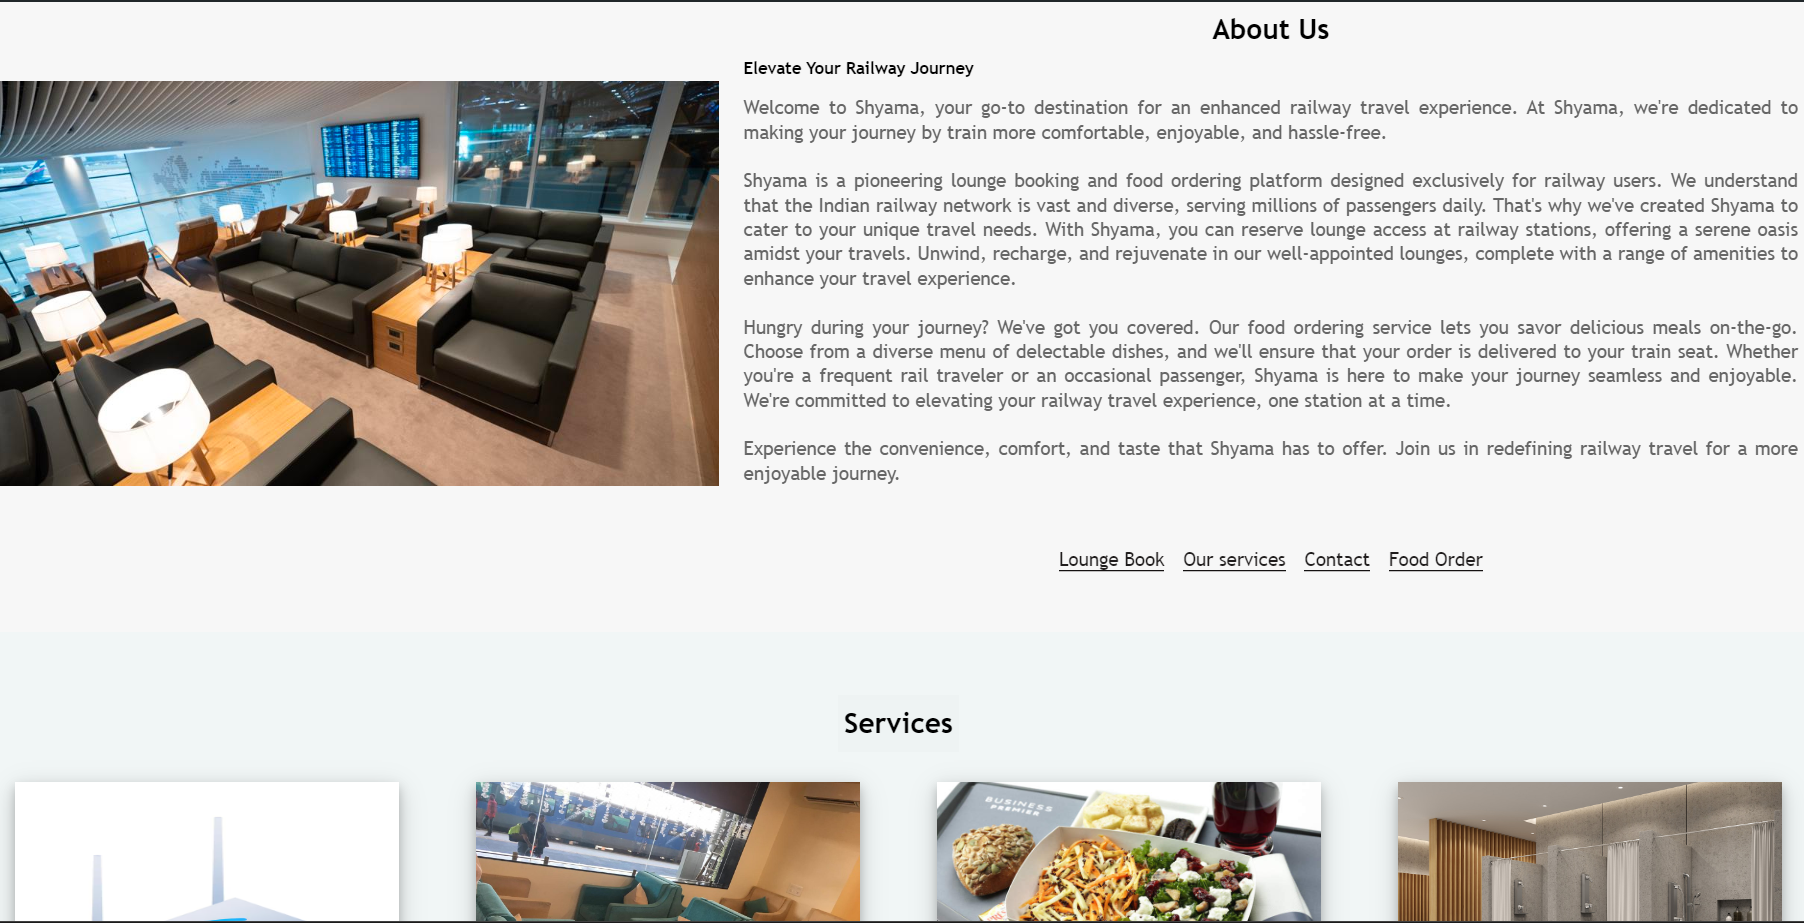 About Us
Elevate Your Railway Journey
Welcome to Shyama, your go-to destination for an enhanced railway travel experience. At Shyama, we're dedicated to
making your journey by train more comfortable, enjoyable, and hassle-free.
Shyama is a pioneering lounge booking and food ordering platform designed exclusively for railway users. We understand
that the Indian railway network is vast and diverse, serving millions of passengers daily. That's why we've created Shyama to
cater to your unique travel needs. With Shyama, you can reserve lounge access at railway stations, offering a serene oasis
amidst your travels. Unwind, recharge, and rejuvenate in our well-appointed lounges, complete with a range of amenities to
enhance your travel experience.
Hungry during your journey? We've got you covered. Our food ordering service lets you savor delicious meals on-the-go.
Choose from a diverse menu of delectable dishes, and we'll ensure that your order is delivered to your train seat. Whether
you're a frequent rail traveler or an occasional passenger, Shyama is here to make your journey seamless and enjoyable.
We're committed to elevating your railway travel experience, one station at a time.
Experience the convenience, comfort, and taste that Shyama has to offer. Join us in redefining railway travel for a more
enjoyable journey.
Lounge Book Our services Contact Food Order
Services
BUSINESS
PREMIER